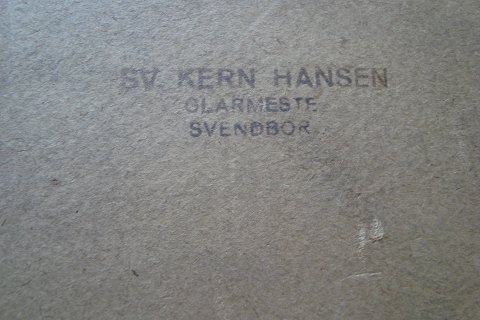 SV. KERN HANSEN
GLARMESTE
SVENDBOR